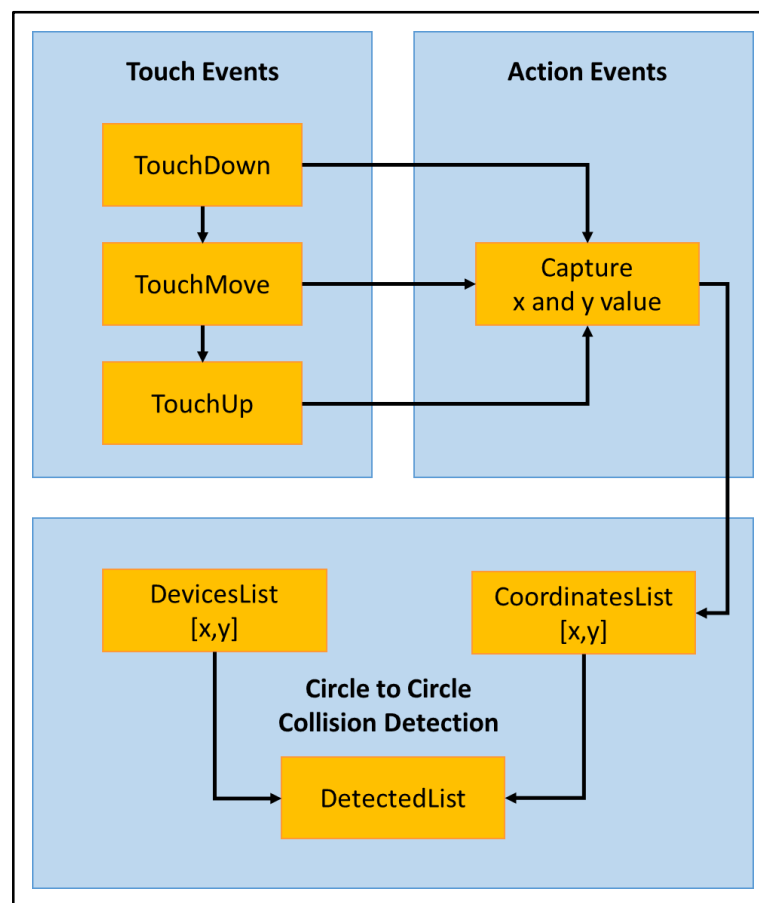 Touch Events
TouchDown
TouchMove
TouchUp
Action Events
Capture
x and y value
DevicesList
[x,y]
CoordinatesList
[x,y]
Circle to Circle
Collision Detection
DetectedList